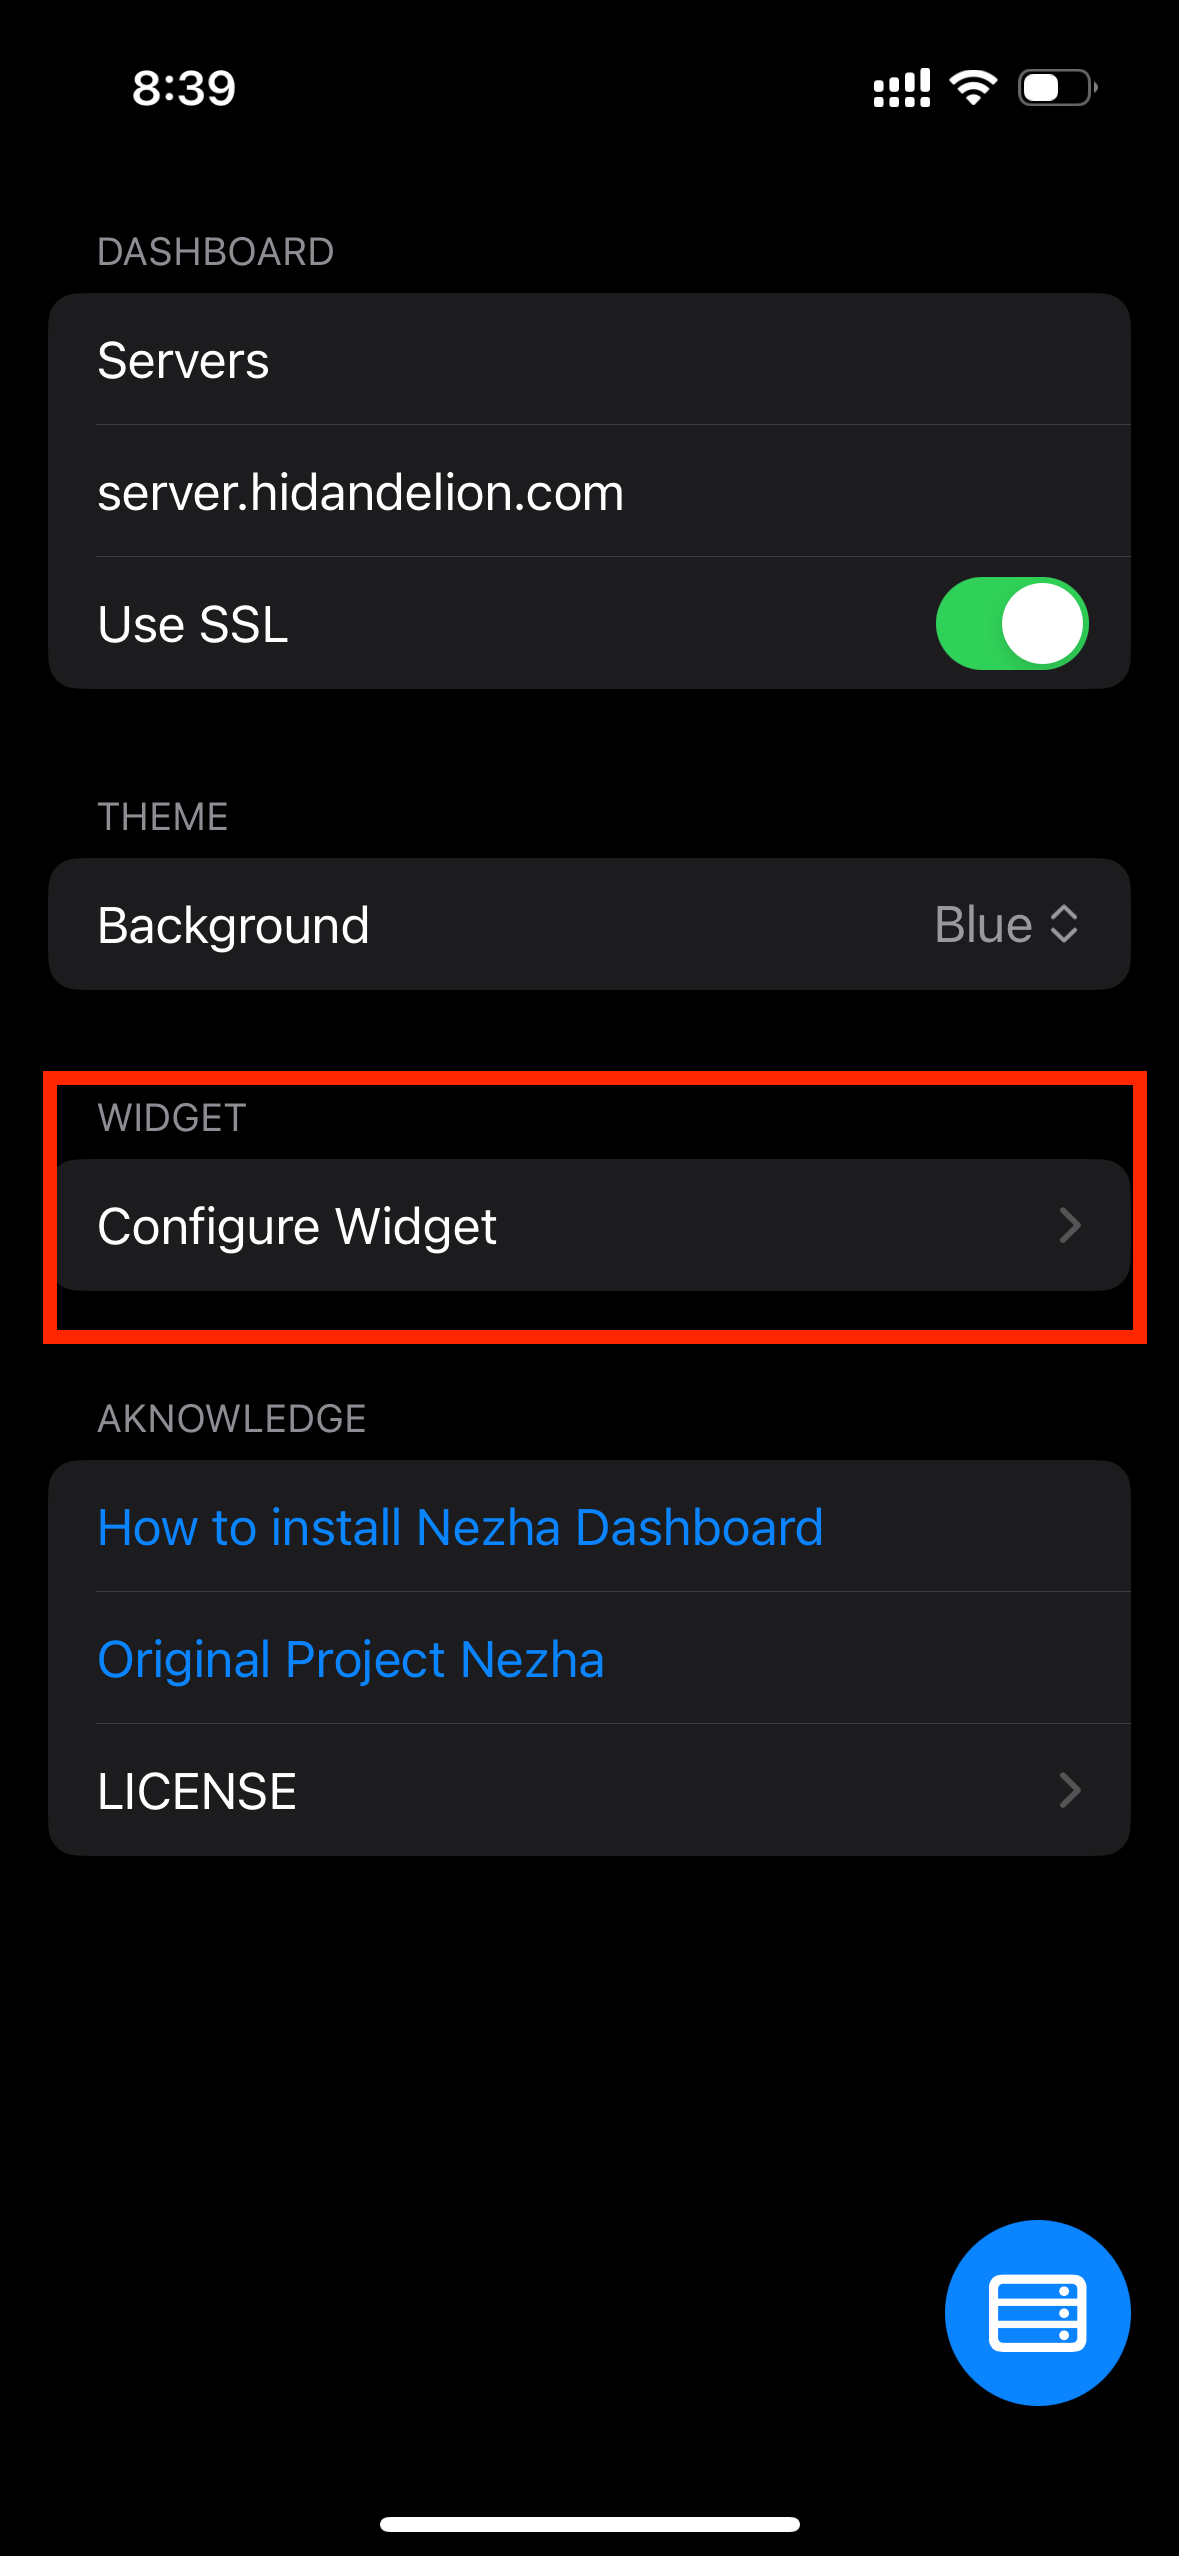 8:39
DASHBOARD
Servers
server.hidandelion.com
Use SSL
THEME
Background Blue
WIDGET
Configure Widget
AKNOWLEDGE
How to install Nezha Dashboard
Original Project Nezha
LICENSE